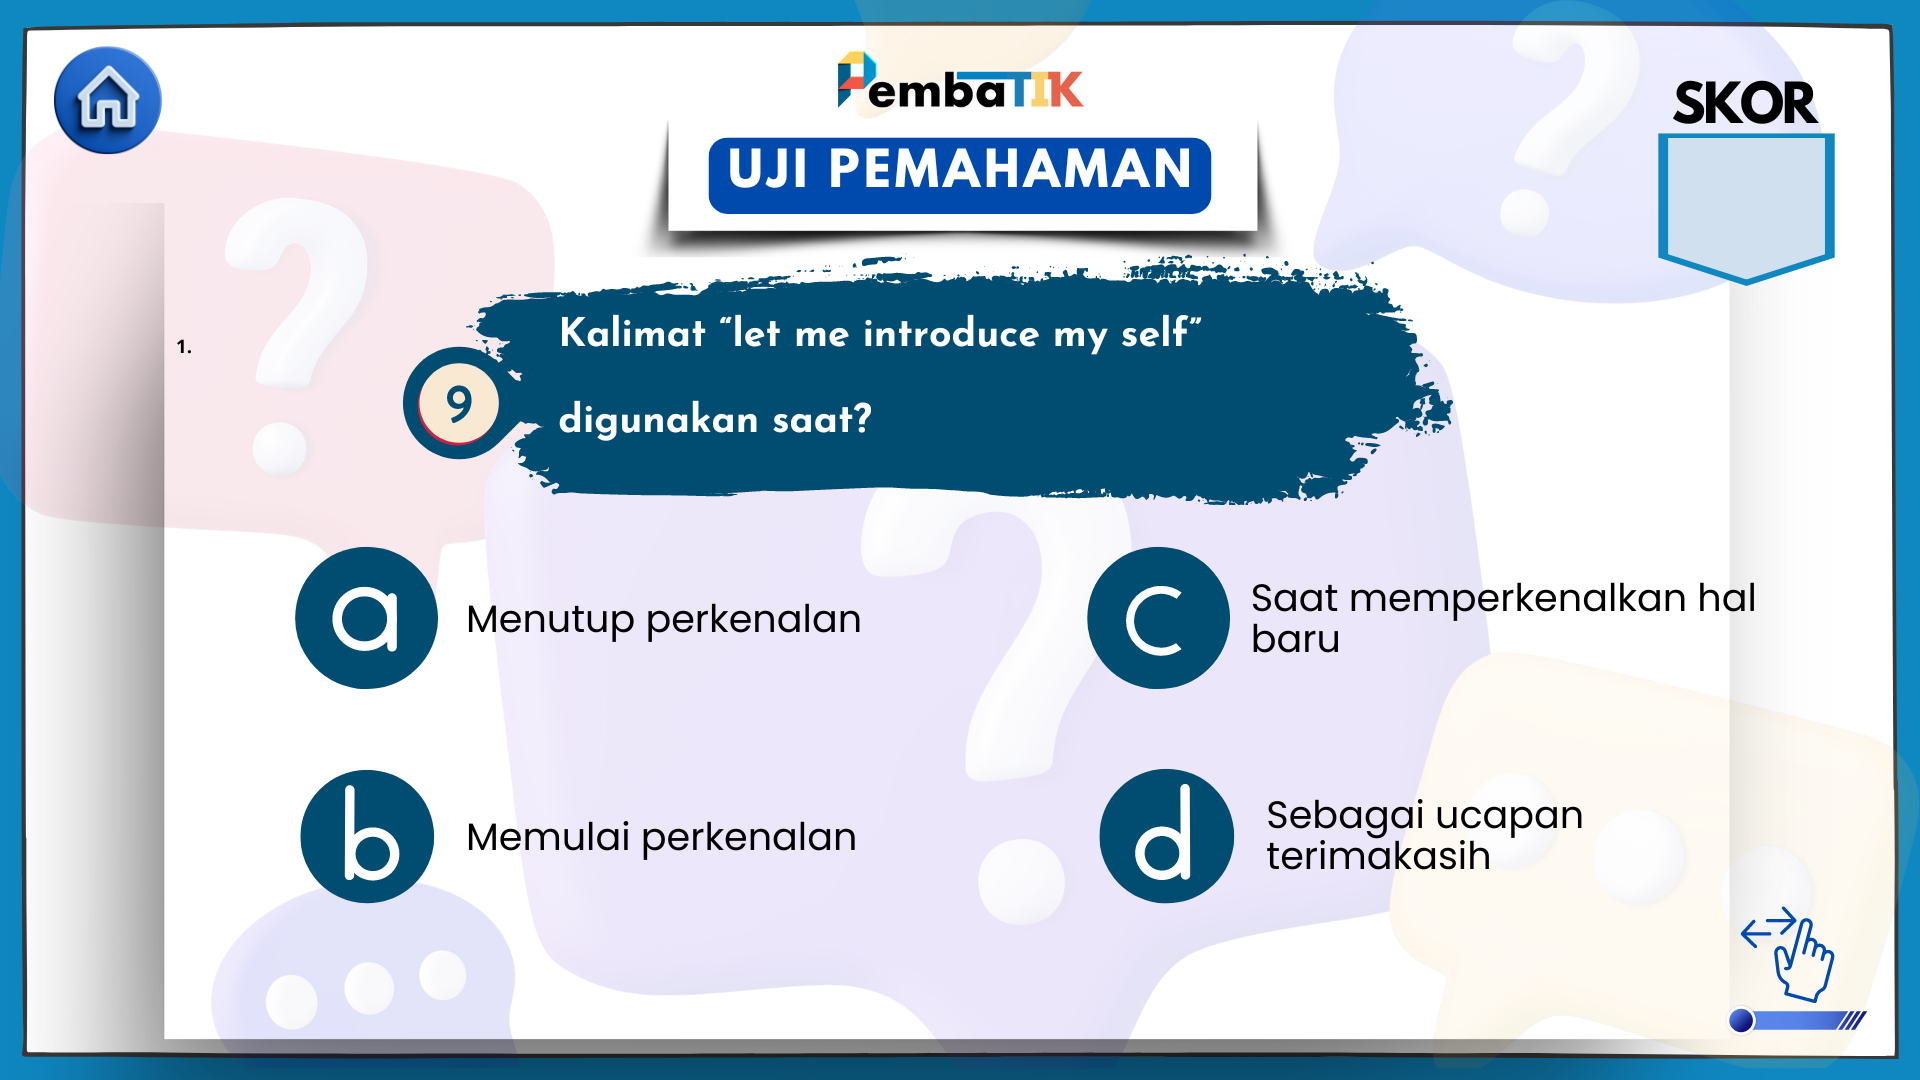 PembaTIK
SKOR
UJI PEMAHAMAN
1.
9
Kalimat “let me introduce my self”
digunakan saat?
a
Menutup perkenalan
c
Saat memperkenalkan hal
baru
b
Memulai perkenalan
d
Sebagai ucapan
terimakasih